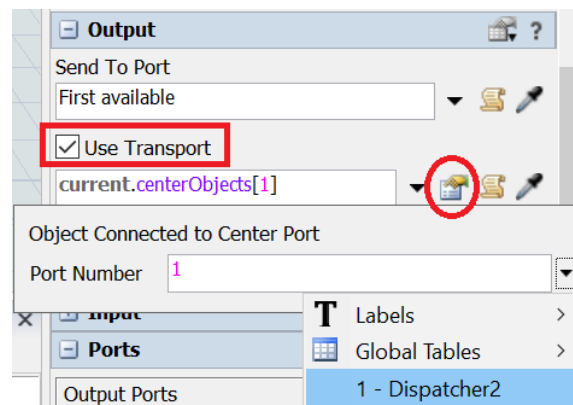 Output
?
Send To Port
First available
Use Transport
current.centerObjects[1]
Object Connected to Center Port
Port Number 1
Input
T Labels >
Ports
Global Tables >
Output Ports
1 - Dispatcher2